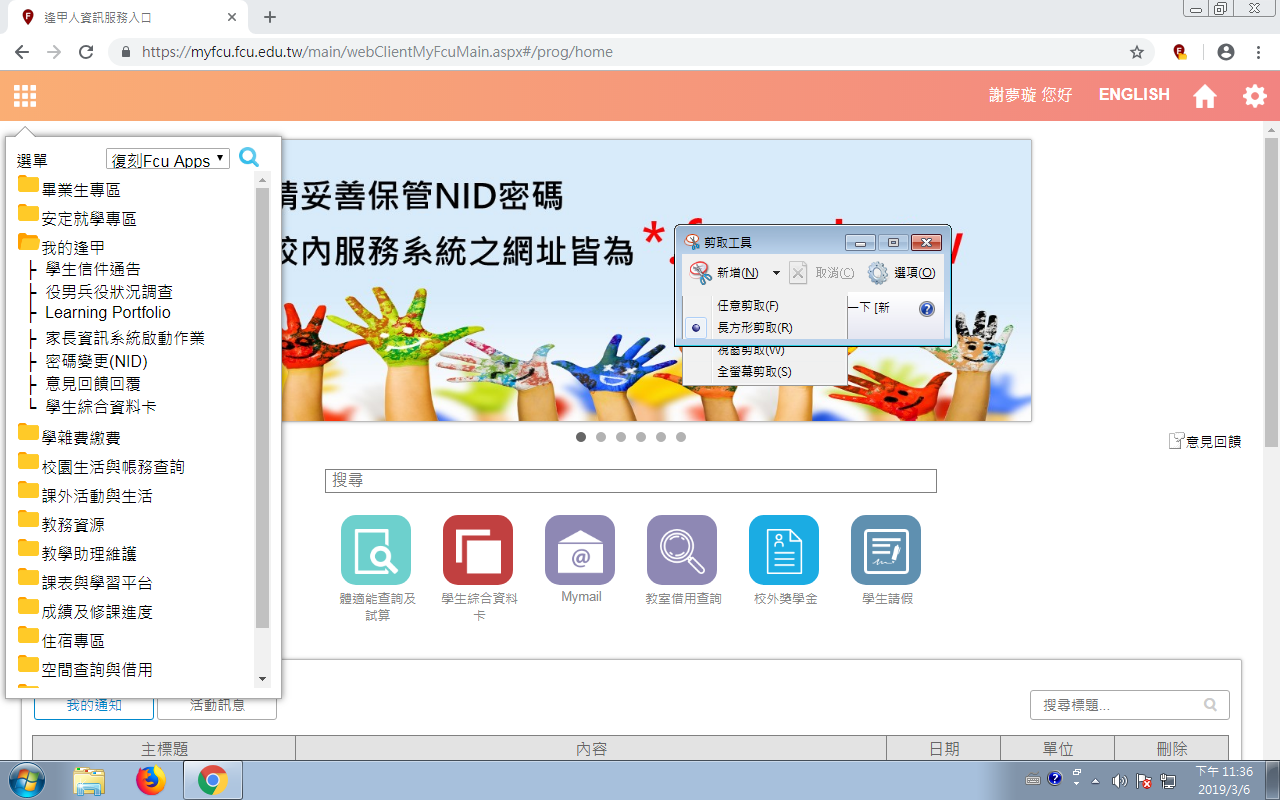 逢甲人資訊服務入口
https://myfcu.fcu.edu.tw/main/webClientMyFcuMain.aspx#/prog/home
謝夢璇 您好
ENGLISH
選單
復刻Fcu Apps
畢業生專區
安定就學專區
我的逢甲
學生信件通告
役男兵役狀況調查
Learning Portfolio
家長資訊系統啟動作業
密碼變更(NID)
意見回饋回覆
學生綜合資料卡
學雜費繳費
校園生活與帳務查詢
課外活動與生活
教務資源
教學助理維護
課表與學習平台
成績及修課進度
住宿專區
空間查詢與借用
請妥善保管NID密碼
校內服務系統之網址皆為
剪取工具
新增(N)
取消(C)
選項(O)
任意剪取(F)
長方形剪取(R)
視窗剪取(W)
全螢幕剪取(S)
一下 [新
意見回饋
搜尋
體適能查詢及
試算
學生綜合資料
卡
Mymail
教室借用查詢
校外獎學金
學生請假
我的通知
活動訊息
搜尋標題...
主標題
內容
日期
單位
刪除
下午 11:36
2019/3/6